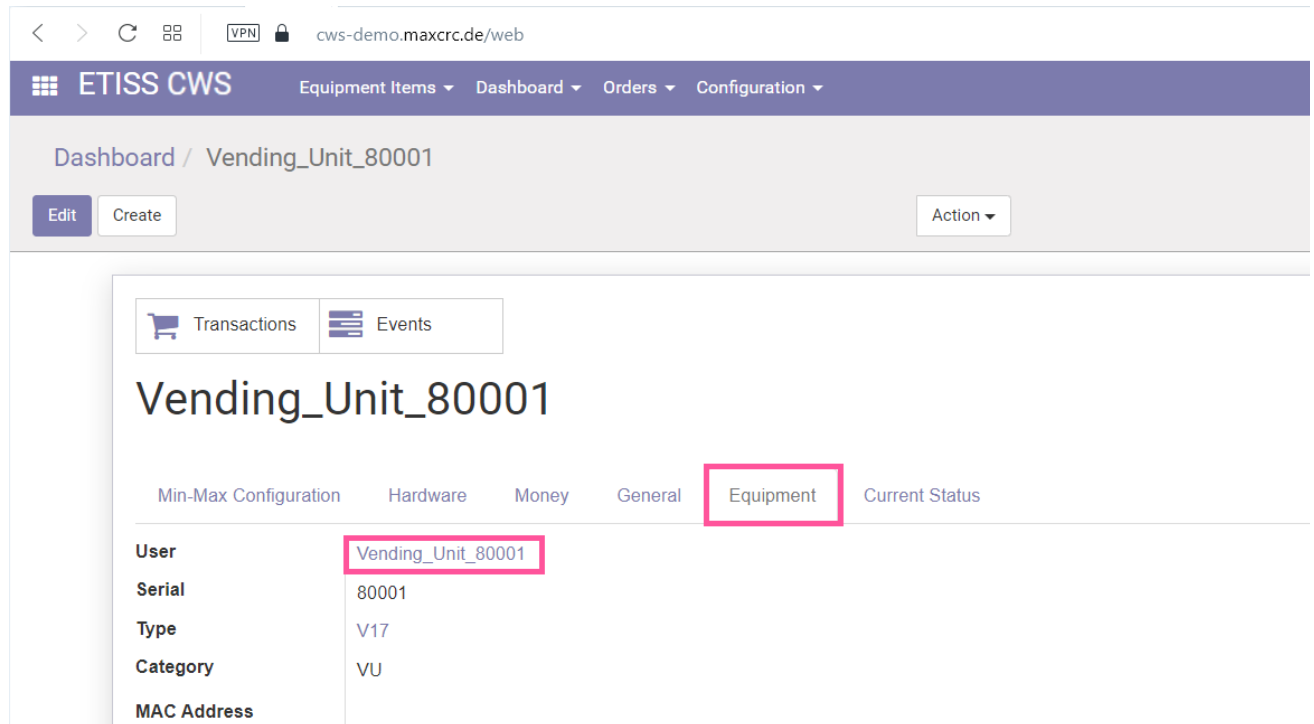 VPN cws-demo.maxcrc.de/web
ETISS CWS Equipment Items Dashboard Orders Configuration
Dashboard / Vending_Unit_80001
Edit Create Action
Transactions Events
Vending_Unit_80001
Min-Max Configuration Hardware Money General Equipment Current Status
User Vending_Unit_80001
Serial 80001
Type V17
Category VU
MAC Address